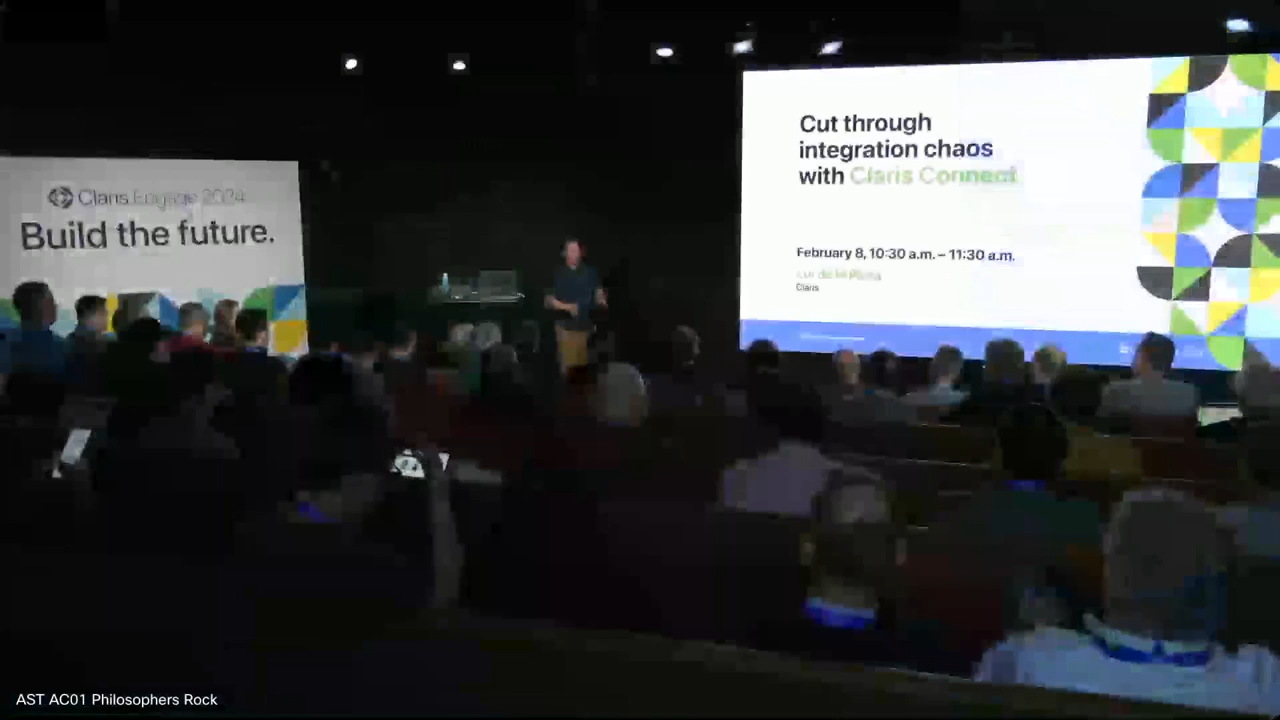 Claris Engage 2024
Build the future.
Cut through
integration chaos
with Claris Connect
February 8, 10:30 a.m. – 11:30 a.m.
Claris
AST AC01 Philosophers Rock